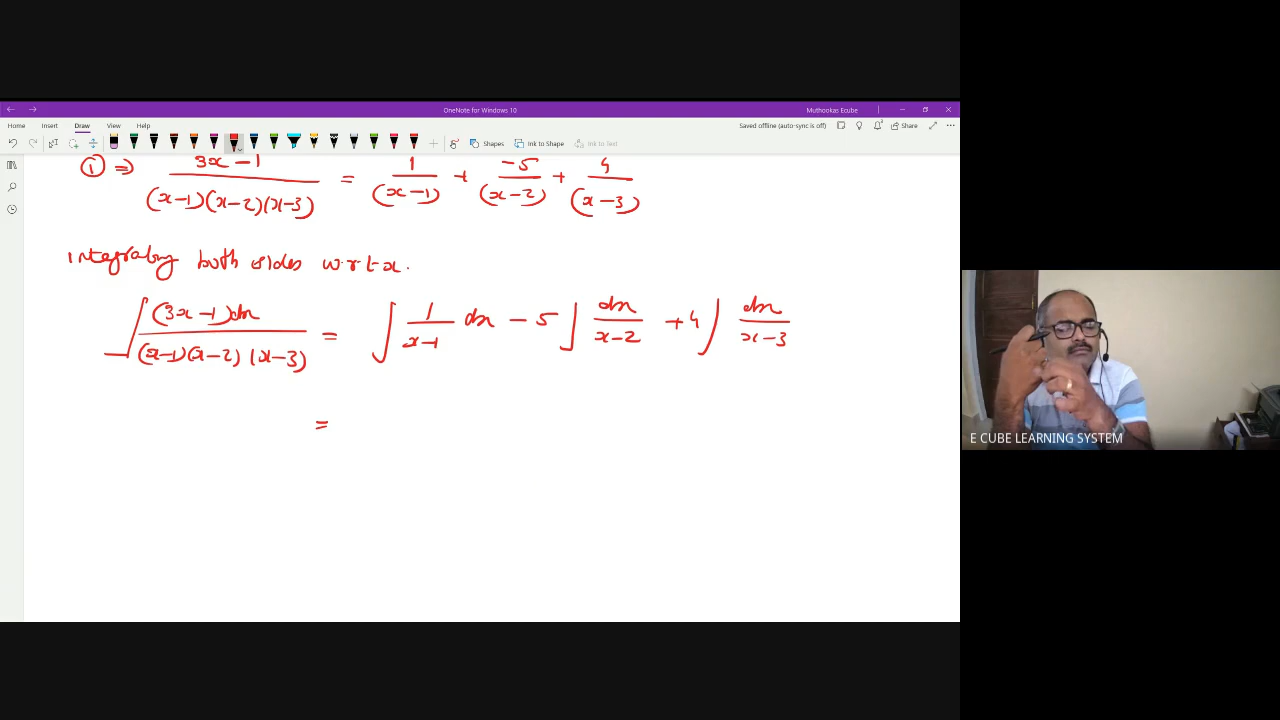 OneNote for Windows 10
Muthookas Ecube
Home Insert Draw View Help
Saved offline (auto-sync is off)
Share
Shapes
Ink to Shape
Ink to Text
① ⇒ 3x-1 / (x-1)(x-2)(x-3) = 1 / (x-1) + -5 / (x-2) + 4 / (x-3)
Integrating both sides w.r.t x.
∫ (3x-1)dx / (x-1)(x-2)(x-3) = ∫ 1 / x-1 dx - 5 ∫ dx / x-2 + 4 ∫ dx / x-3
=
E CUBE LEARNING SYSTEM